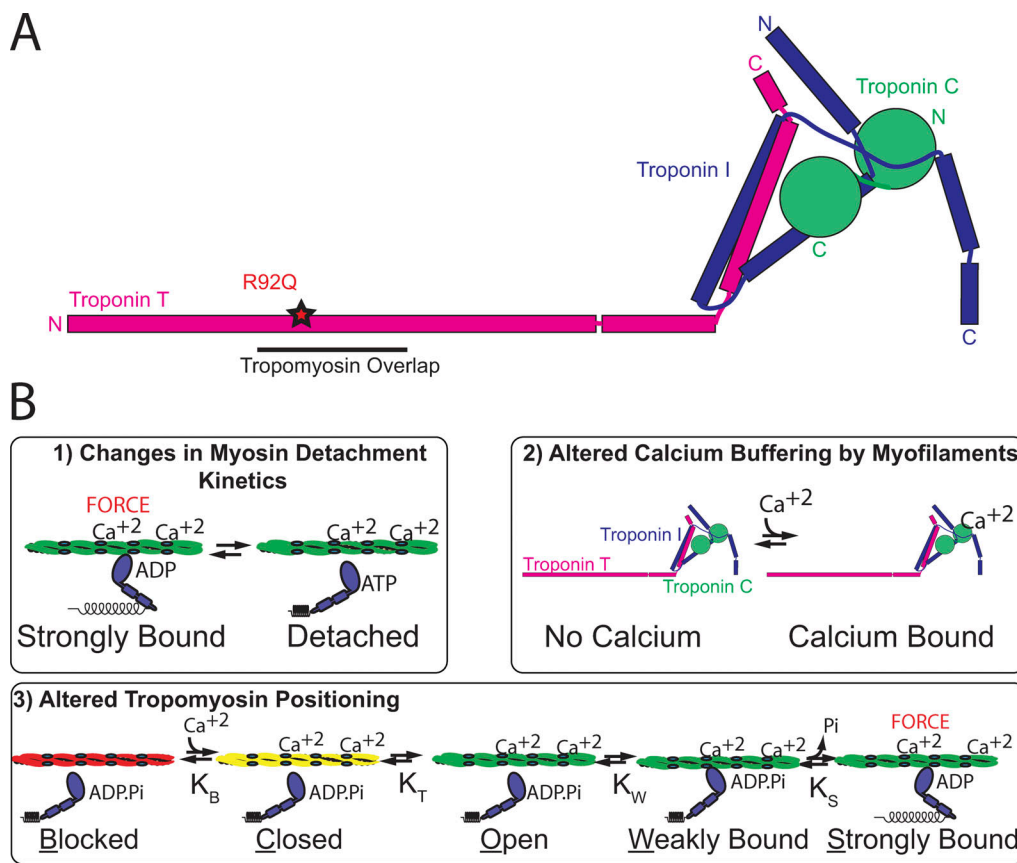 A
N
C
Troponin C
N
Troponin I
C
R92Q
Troponin T
N
Tropomyosin Overlap
C
B
1) Changes in Myosin Detachment
Kinetics
FORCE
Ca+2 Ca+2
Ca+2 Ca+2
ADP
ATP
Strongly Bound
Detached
2) Altered Calcium Buffering by Myofilaments
Ca+2
Ca+2
Troponin I
Troponin T
Troponin C
No Calcium
Calcium Bound
3) Altered Tropomyosin Positioning
Ca+2
Pi
FORCE
Ca+2 Ca+2
Ca+2 Ca+2
Ca+2 Ca+2
Ca+2 Ca+2
KB
KT
KW
KS
ADP.Pi
ADP.Pi
ADP.Pi
ADP.Pi
ADP
Blocked
Closed
Open
Weakly Bound
Strongly Bound